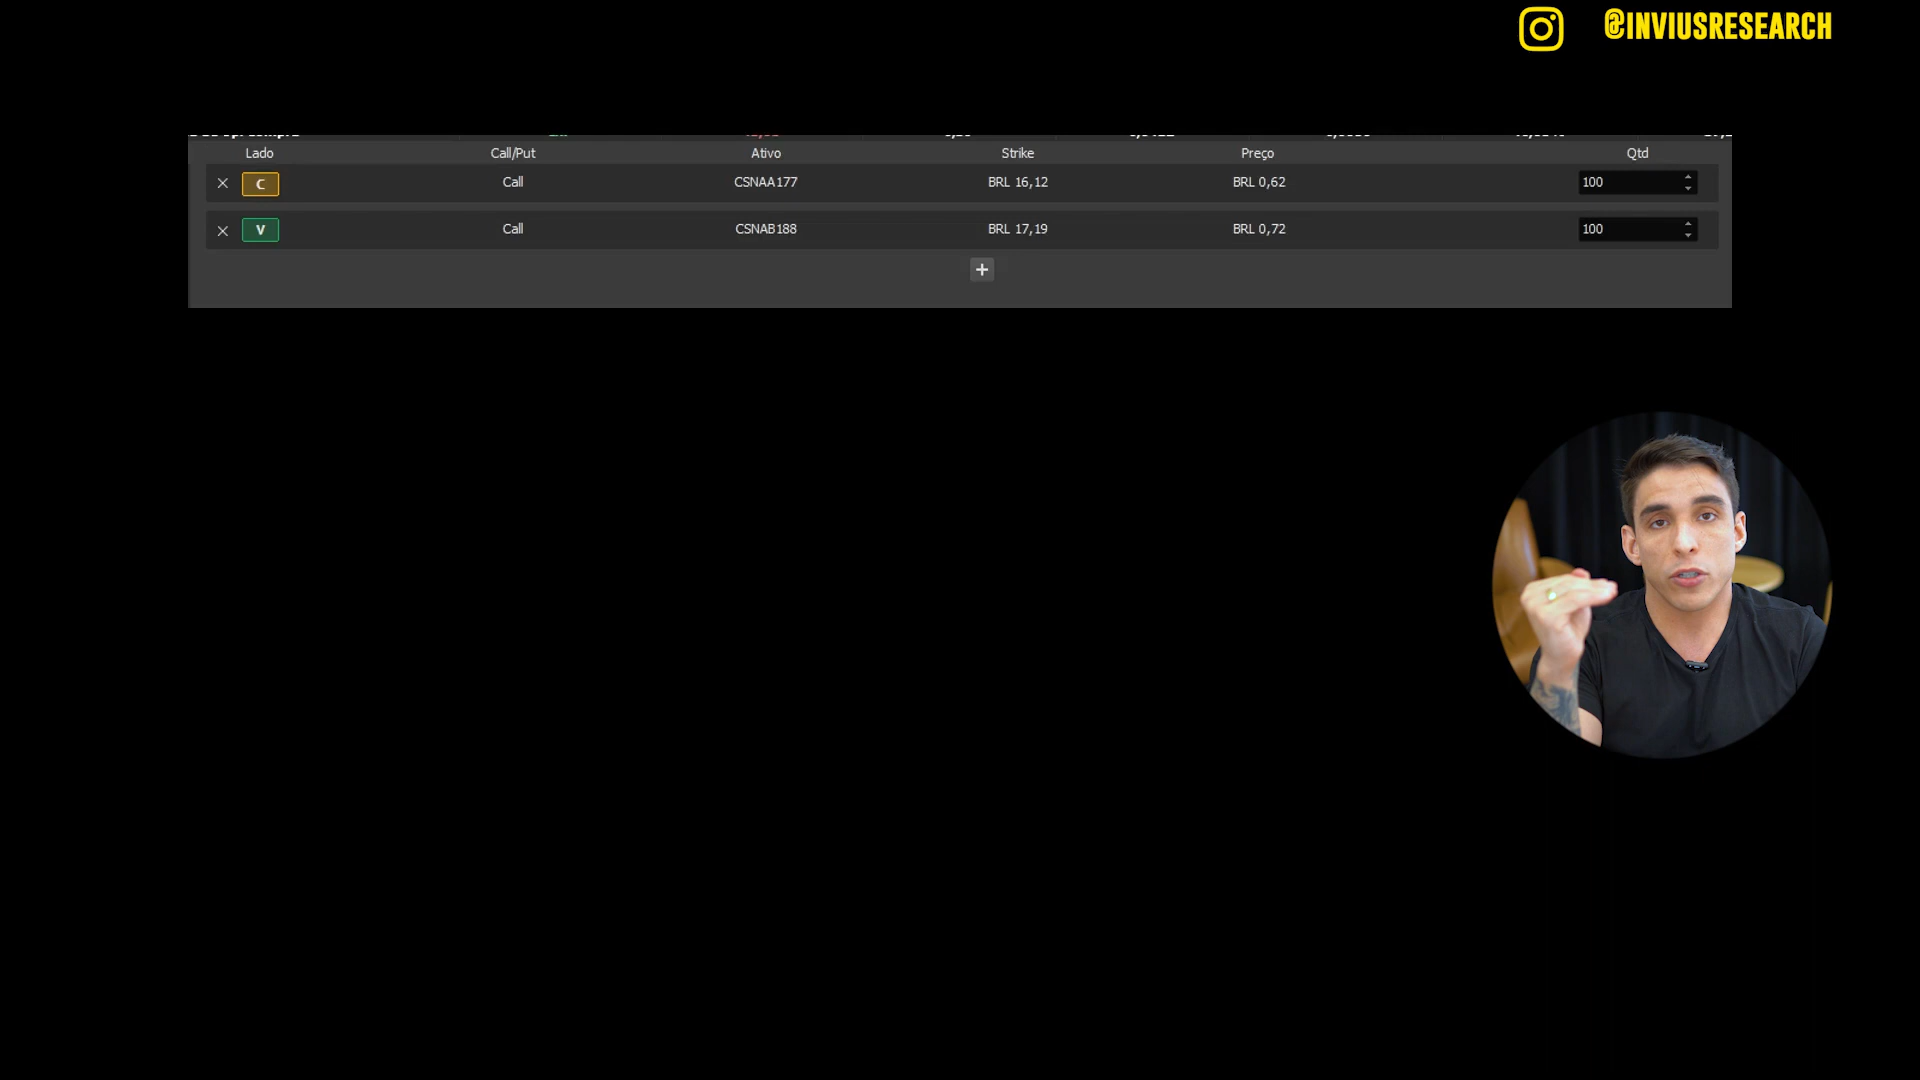 @INVIUSRESEARCH
Lado Call/Put Ativo Strike Preço Qtd
C Call CSNAA177 BRL 16,12 BRL 0,62 100
V Call CSNAB188 BRL 17,19 BRL 0,72 100
+